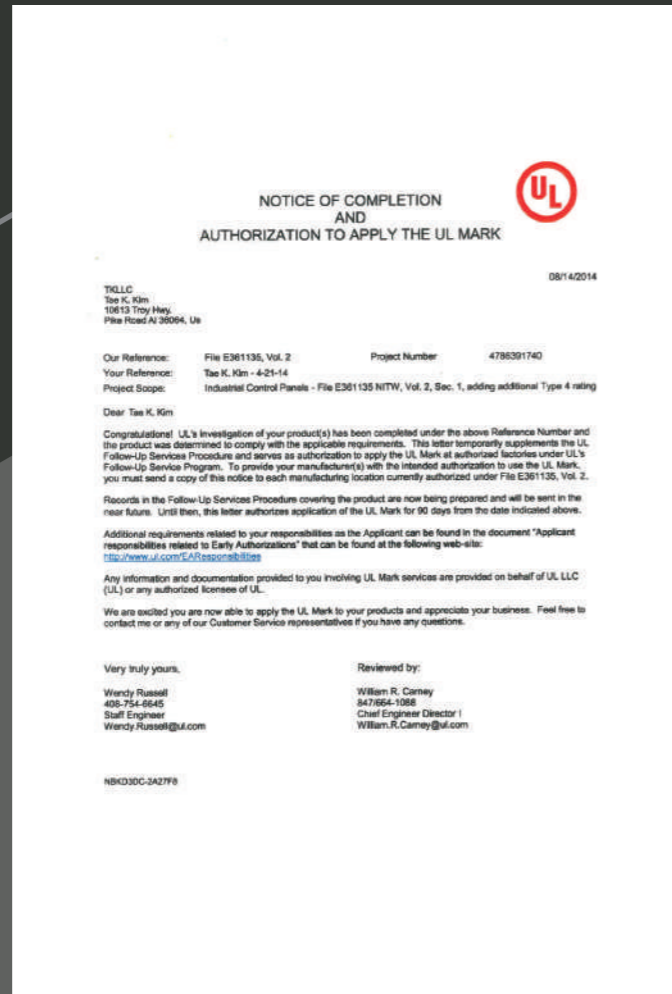 NOTICE OF COMPLETION
AND
AUTHORIZATION TO APPLY THE UL MARK
UL
08/14/2014
TKLLC
Tae K. Kim
10613 Troy Hwy.
Pike Road Al 36064, Us
Our Reference: File E361135, Vol. 2 Project Number 4786391740
Your Reference: Tae K. Kim - 4-21-14
Project Scope: Industrial Control Panels - File E361135 NITW, Vol. 2, Sec. 1, adding additional Type 4 rating
Dear Tae K. Kim
Congratulations! UL's investigation of your product(s) has been completed under the above Reference Number and
the product was determined to comply with the applicable requirements. This letter temporarily supplements the UL
Follow-Up Services Procedure and serves as authorization to apply the UL Mark at authorized factories under UL's
Follow-Up Service Program. To provide your manufacturer(s) with the intended authorization to use the UL Mark,
you must send a copy of this notice to each manufacturing location currently authorized under File E361135, Vol. 2.
Records in the Follow-Up Services Procedure covering the product are now being prepared and will be sent in the
near future. Until then, this letter authorizes application of the UL Mark for 90 days from the date indicated above.
Additional requirements related to your responsibilities as the Applicant can be found in the document "Applicant
responsibilities related to Early Authorizations" that can be found at the following web-site:
http://www.ul.com/EAResponsibilities
Any information and documentation provided to you involving UL Mark services are provided on behalf of UL LLC
(UL) or any authorized licensee of UL.
We are excited you are now able to apply the UL Mark to your products and appreciate your business. Feel free to
contact me or any of our Customer Service representatives if you have any questions.
Very truly yours, Reviewed by:
Wendy Russell William R. Carney
408-754-6645 847/664-1088
Staff Engineer Chief Engineer Director I
Wendy.Russell@ul.com William.R.Carney@ul.com
NBKD3DC-2A27F8